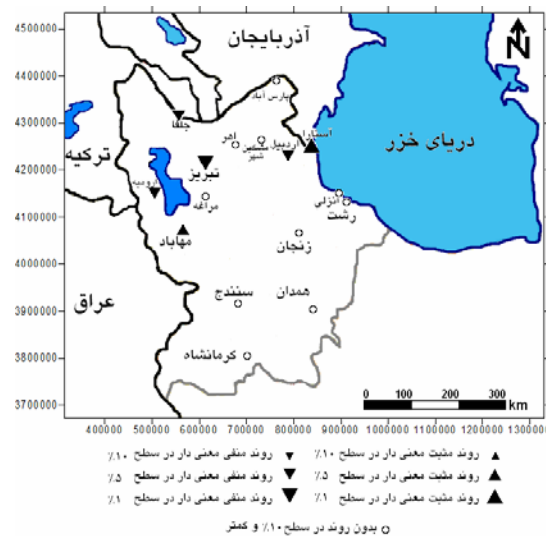 4500000
4400000
4300000
4200000
4100000
4000000
3900000
3800000
3700000
آذربایجان
N
پارس آباد
جلفا
اهر
مشکین
شهر
اردبیل
آستارا
دریای خزر
ترکیه
تبریز
ارومیه
مراغه
انزلی
رشت
مهاباد
زنجان
عراق
سنندج
همدان
کرمانشاه
0 100 200 300
km
400000 500000 600000 700000 800000 900000 1000000 1100000 1200000 1300000
روند مثبت معنی دار در سطح ۱۰٪ روند منفی معنی دار در سطح ۱۰٪
روند مثبت معنی دار در سطح ۵٪ روند منفی معنی دار در سطح ۵٪
روند مثبت معنی دار در سطح ۱٪ روند منفی معنی دار در سطح ۱٪
بدون روند در سطح ۱۰٪ و کمتر